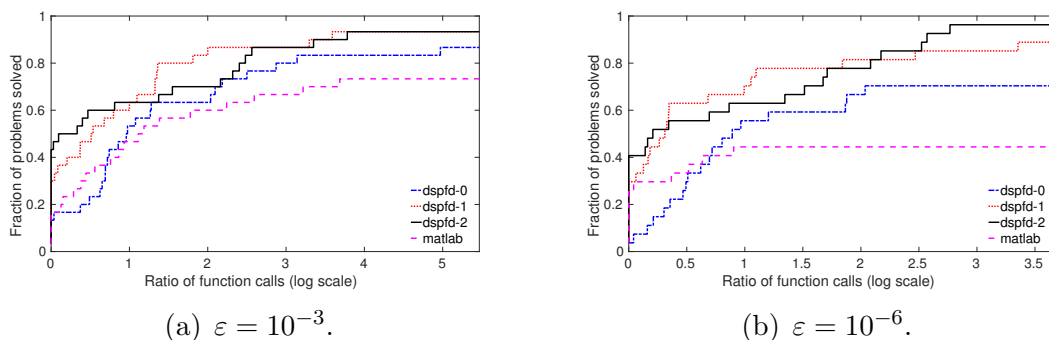 Fraction of problems solved
1
0.8
0.6
0.4
0.2
0
0
1
2
3
4
5
Ratio of function calls (log scale)
dspfd-0
dspfd-1
dspfd-2
matlab
(a) ε = 10⁻³.
Fraction of problems solved
1
0.8
0.6
0.4
0.2
0
0
0.5
1
1.5
2
2.5
3
3.5
Ratio of function calls (log scale)
dspfd-0
dspfd-1
dspfd-2
matlab
(b) ε = 10⁻⁶.